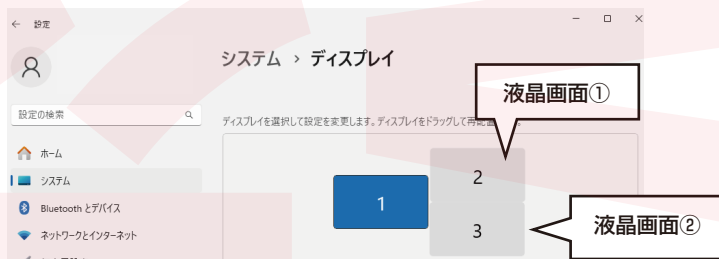 ← 設定
システム › ディスプレイ
液晶画面①
設定の検索
ディスプレイを選択して設定を変更します。ディスプレイをドラッグして再配
ホーム
システム
2
1
Bluetooth とデバイス
3
液晶画面②
ネットワークとインターネット